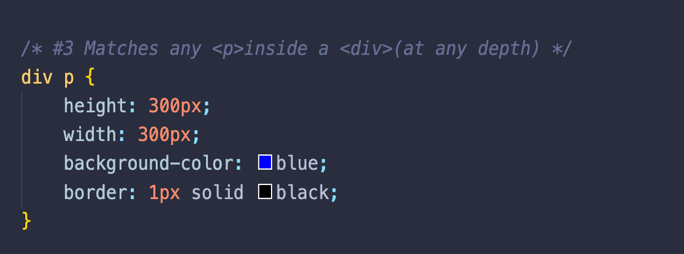 /* #3 Matches any <p>inside a <div>(at any depth) */
div p {
    height: 300px;
    width: 300px;
    background-color: blue;
    border: 1px solid black;
}